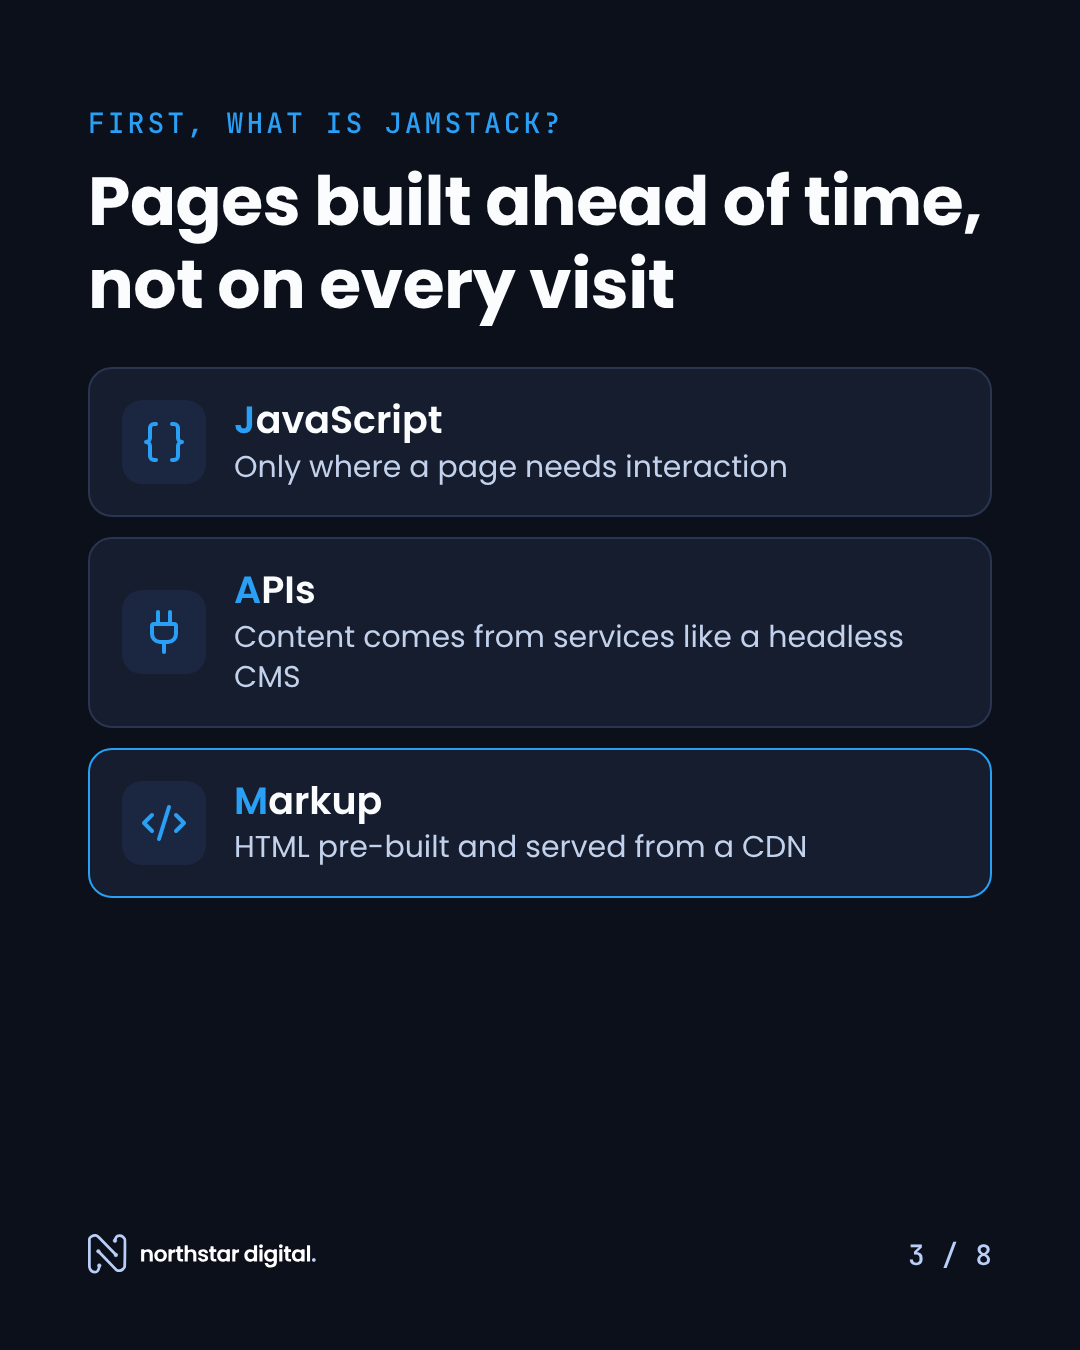 FIRST, WHAT IS JAMSTACK?
Pages built ahead of time,
not on every visit
{ }
JavaScript
Only where a page needs interaction
APIs
Content comes from services like a headless
CMS
</>
Markup
HTML pre-built and served from a CDN
northstar digital.
3 / 8